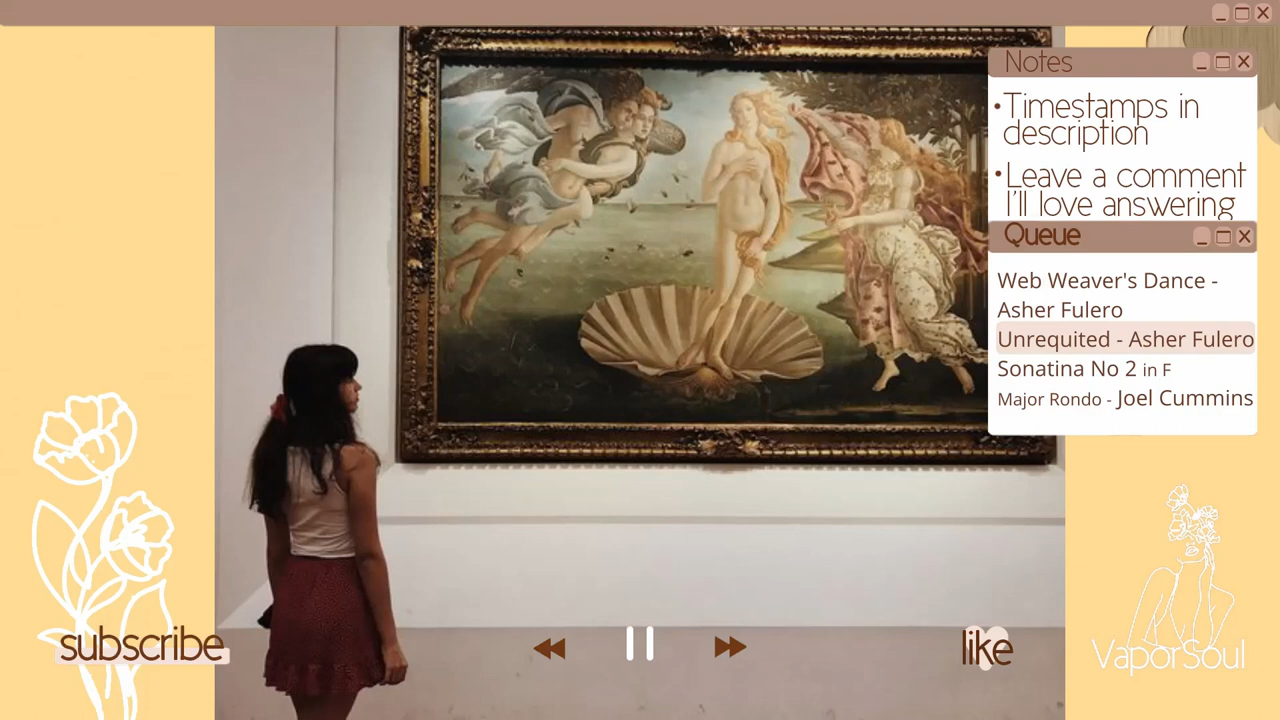 Notes
•Timestamps in
description
•Leave a comment
I'll love answering
Queue
Web Weaver's Dance -
Asher Fulero
Unrequited - Asher Fulero
Sonatina No 2 in F
Major Rondo - Joel Cummins
subscribe
like
VaporSoul